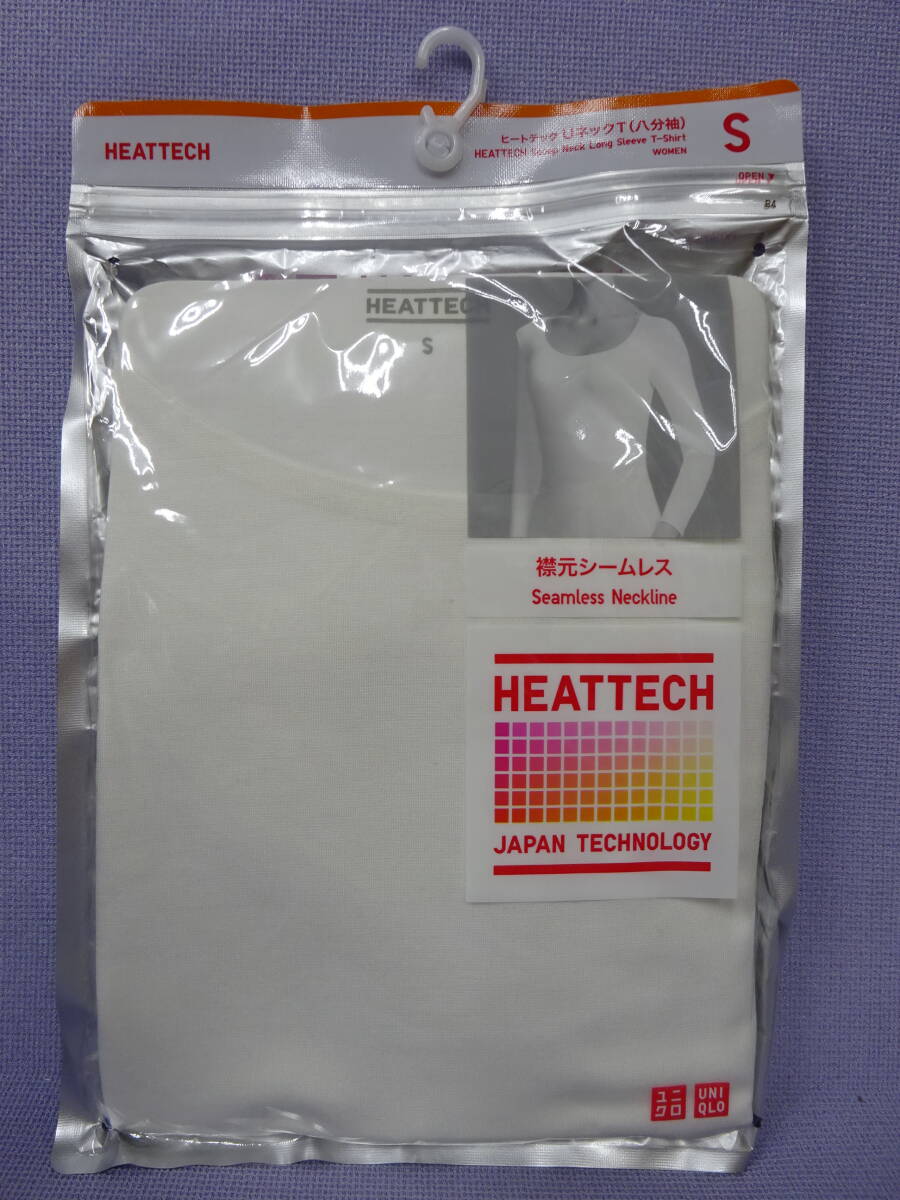 HEATTECH
ヒートテック UネックT(八分袖)
HEATTECH Scoop Neck Long Sleeve T-Shirt
WOMEN
S
OPEN
B4
HEATTECH
S
襟元シームレス
Seamless Neckline
HEATTECH
JAPAN TECHNOLOGY
ユニ
クロ
UNI
QLO